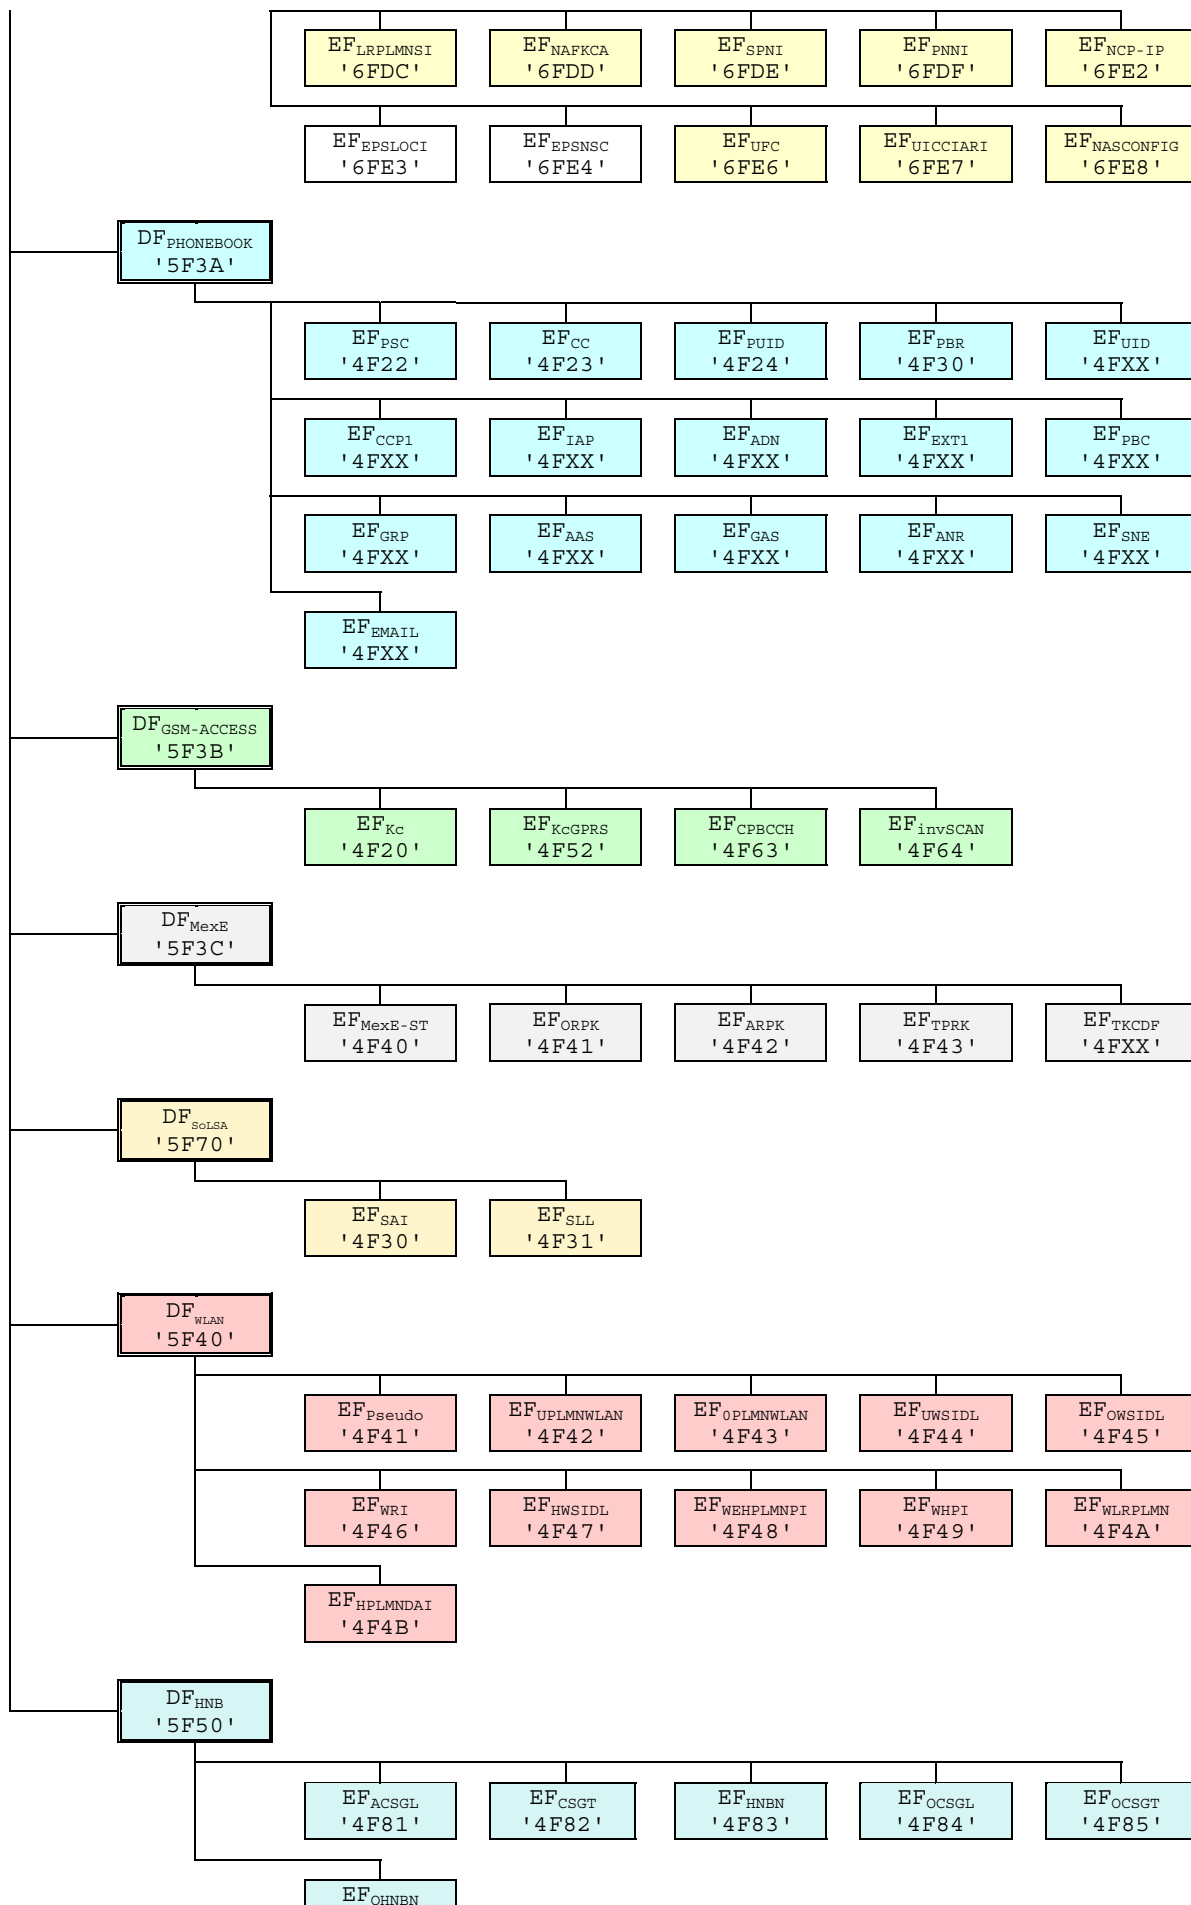 EFLRPLMNSI EFNAFKCA EFSPNI EFPNNI EFNCP-IP
'6FDC' '6FDD' '6FDE' '6FDF' '6FE2'
EFEPSLOCI EFEPSNSC EFUFC EFUICCIARI EFNASCONFIG
'6FE3' '6FE4' '6FE6' '6FE7' '6FE8'
DFPHONEBOOK
'5F3A'
EFPSC EFCC EFPUID EFPBR EFUID
'4F22' '4F23' '4F24' '4F30' '4FXX'
EFCCP1 EFIAP EFADN EFEXT1 EFPBC
'4FXX' '4FXX' '4FXX' '4FXX' '4FXX'
EFGRP EFAAS EFGAS EFANR EFSNE
'4FXX' '4FXX' '4FXX' '4FXX' '4FXX'
EFEMAIL
'4FXX'
DFGSM-ACCESS
'5F3B'
EFKc EFKcGPRS EFCPBCCH EFinvSCAN
'4F20' '4F52' '4F63' '4F64'
DFMexE
'5F3C'
EFMexE-ST EFORPK EFARPK EFTPRK EFTKCDF
'4F40' '4F41' '4F42' '4F43' '4FXX'
DFSoLSA
'5F70'
EFSAI EFSLL
'4F30' '4F31'
DFWLAN
'5F40'
EFPseudo EFUPLMNWLAN EF0PLMNWLAN EFUWSIDL EFOWSIDL
'4F41' '4F42' '4F43' '4F44' '4F45'
EFWRI EFHWSIDL EFWEHPLMNPI EFWHPI EFWLRPLMN
'4F46' '4F47' '4F48' '4F49' '4F4A'
EFHPLMNDAI
'4F4B'
DFHNB
'5F50'
EFACSGL EFCSGT EFHNBN EFOCSGL EFOCSGT
'4F81' '4F82' '4F83' '4F84' '4F85'
EFOHNBN